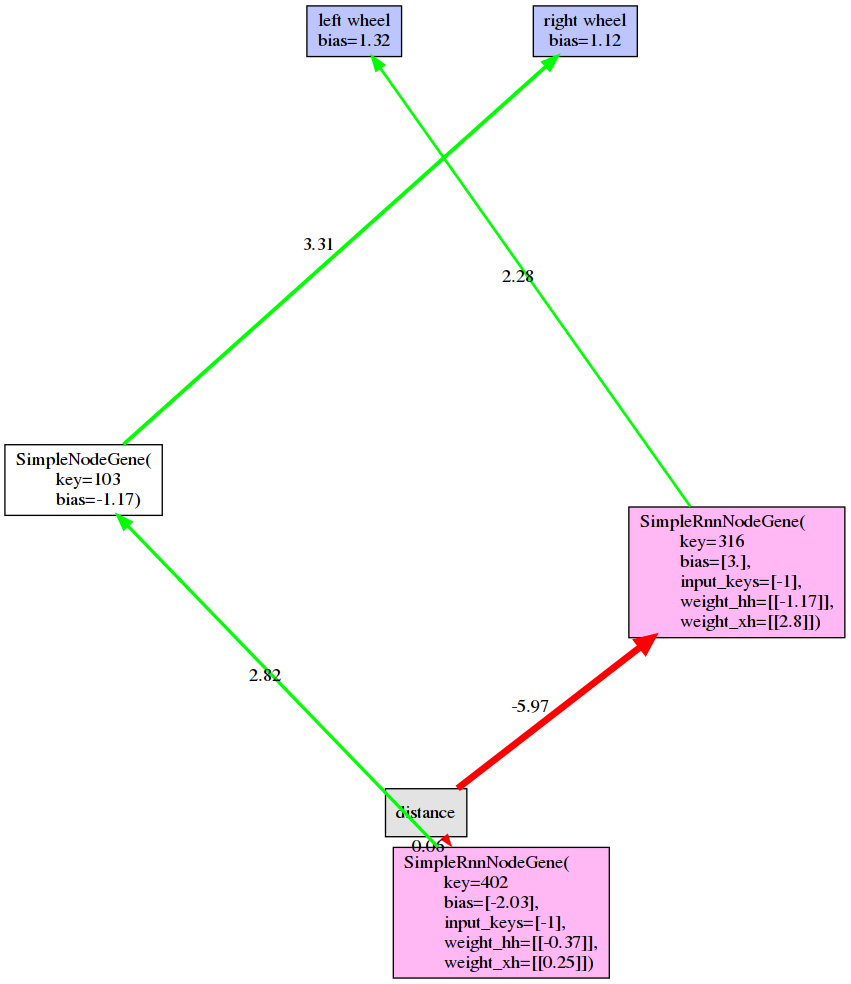 left wheel
bias=1.32
right wheel
bias=1.12
3.31
2.28
SimpleNodeGene(
key=103
bias=-1.17)
SimpleRnnNodeGene(
key=316
bias=[3.],
input_keys=[-1],
weight_hh=[[-1.17]],
weight_xh=[[2.8]])
2.82
-5.97
distance
0.06
SimpleRnnNodeGene(
key=402
bias=[-2.03],
input_keys=[-1],
weight_hh=[[-0.37]],
weight_xh=[[0.25]])